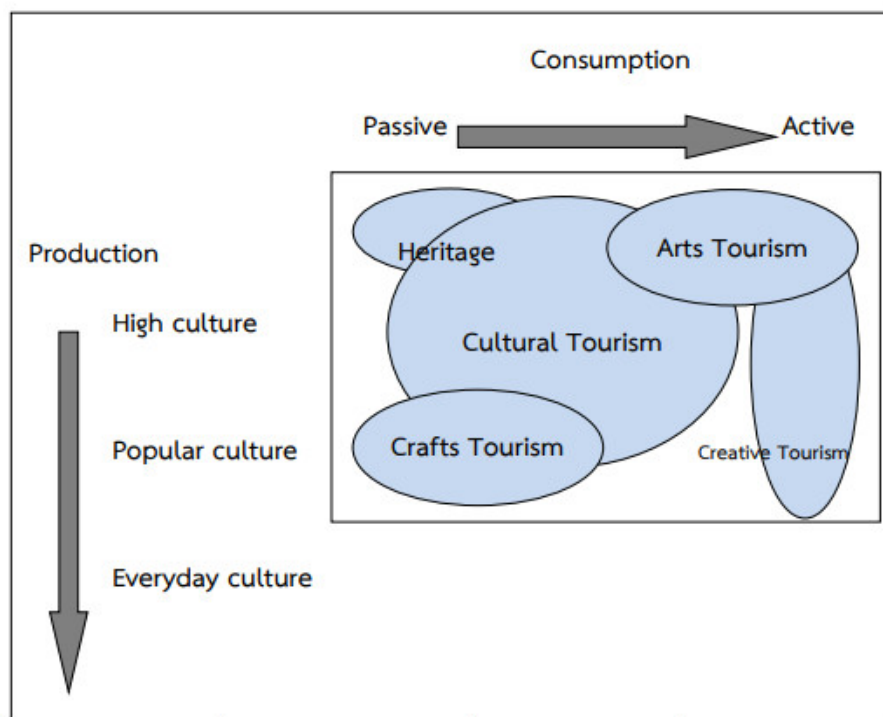 Consumption
Passive
Active
Heritage
Arts Tourism
Production
High culture
Cultural Tourism
Crafts Tourism
Popular culture
Creative Tourism
Everyday culture